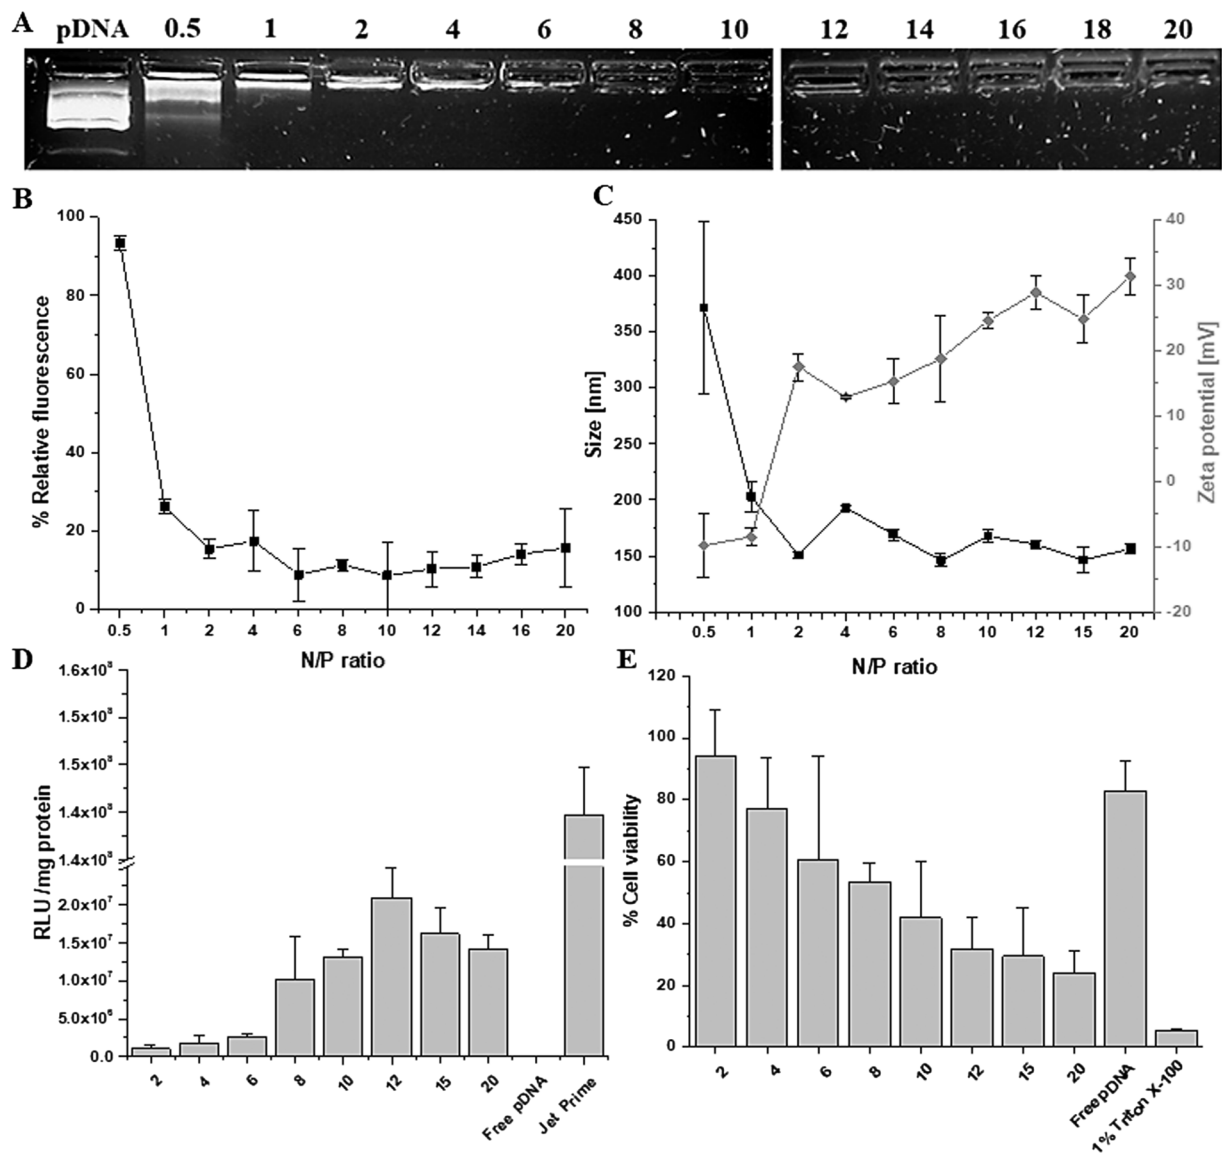 A pDNA 0.5 1 2 4 6 8 10 12 14 16 18 20
B
100
80
60
40
20
0
% Relative fluorescence
0.5 1 2 4 6 8 10 12 14 16 20
N/P ratio
C
450
400
350
300
250
200
150
100
Size [nm]
40
30
20
10
0
-10
-20
Zeta potential [mV]
0.5 1 2 4 6 8 10 12 15 20
N/P ratio
D
1.6x10⁸
1.5x10⁸
1.5x10⁸
1.4x10⁸
1.4x10⁸
2.0x10⁷
1.5x10⁷
1.0x10⁷
5.0x10⁶
0.0
RLU /mg protein
2 4 6 8 10 12 15 20 Free pDNA Jet Prime
E
120
100
80
60
40
20
0
% Cell viability
2 4 6 8 10 12 15 20 Free pDNA 1% Triton X-100